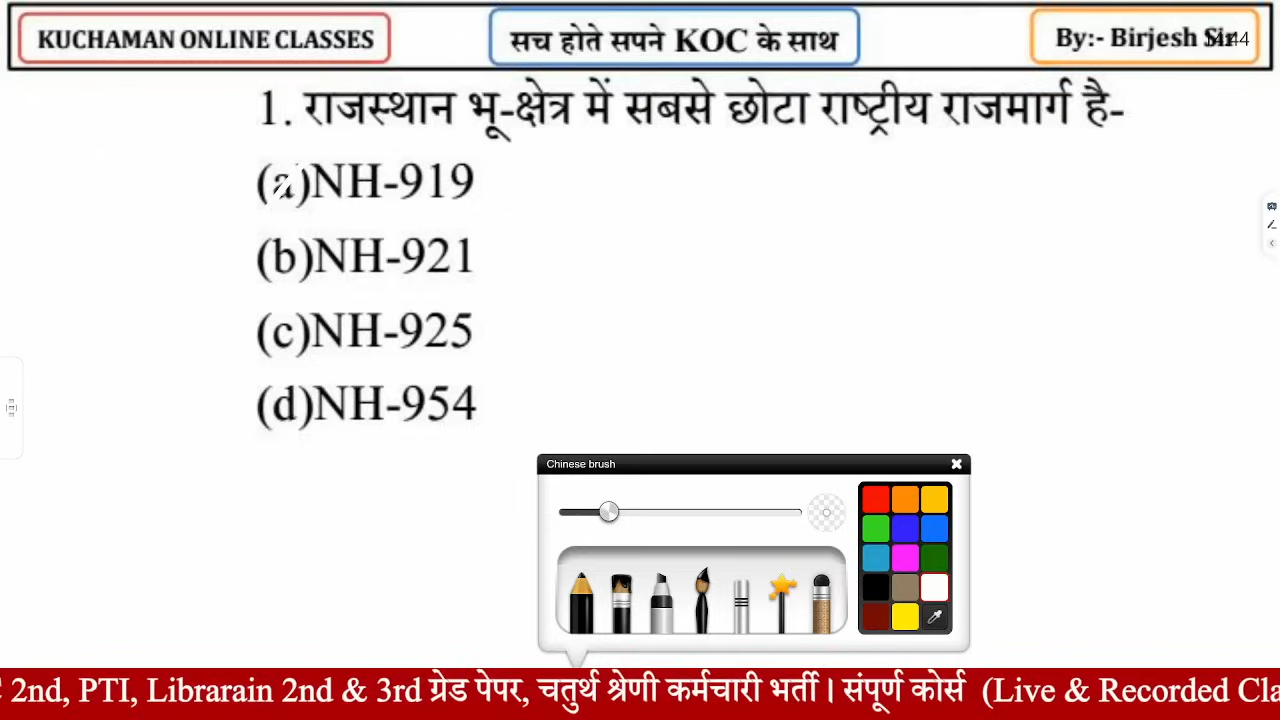 KUCHAMAN ONLINE CLASSES
सच होते सपने KOC के साथ
By:- Birjesh Sir
1. राजस्थान भू-क्षेत्र में सबसे छोटा राष्ट्रीय राजमार्ग है-
(a)NH-919
(b)NH-921
(c)NH-925
(d)NH-954
Chinese brush
2nd, PTI, Librarain 2nd & 3rd ग्रेड पेपर, चतुर्थ श्रेणी कर्मचारी भर्ती। संपूर्ण कोर्स (Live & Recorded Cla